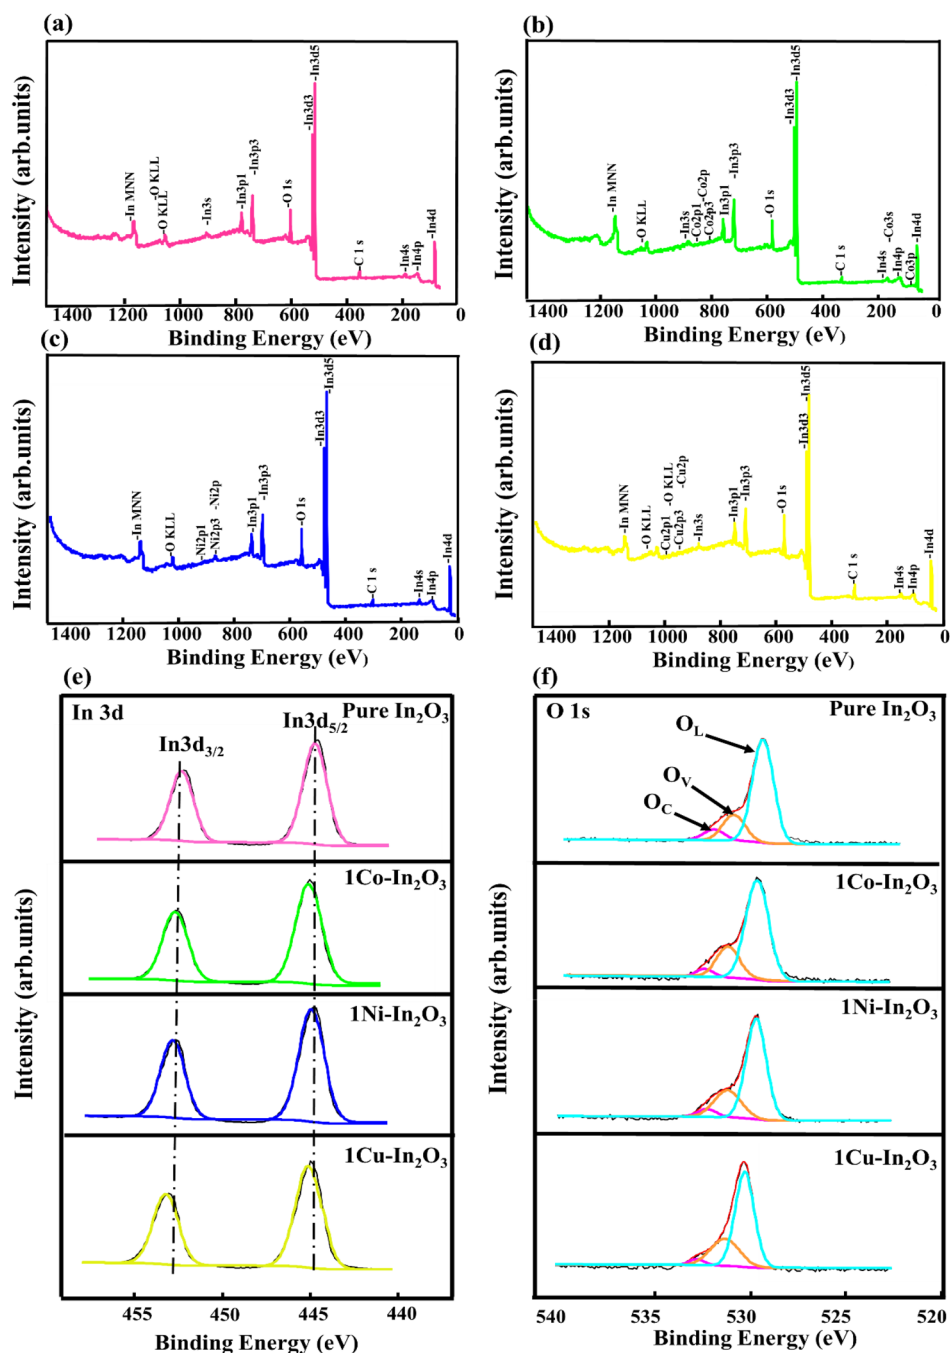 (a)
Intensity (arb.units)
-In MNN
-O KLL
-O KLL
-In3s
-In3p1
-In3p3
-O 1s
-In3d3
-In3d5
-C 1 s
-In4s
-In4p
-In4d
1400 1200 1000 800 600 400 200 0
Binding Energy (eV)
(b)
Intensity (arb.units)
-In MNN
-O KLL
-In3s
-Co2p1
-Co2p
-Co2p3
In3p1
-In3p3
-O 1s
-In3d3
-In3d5
-C 1 s
-In4s
-Co3s
-In4p
-Co3p
-In4d
1400 1200 1000 800 600 400 200 0
Binding Energy (eV)
(c)
Intensity (arb.units)
-In MNN
-O KLL
-Ni2p1
-Ni2p3
-Ni2p
-In3p1
-In3p3
-O 1s
-In3d3
-In3d5
-C 1 s
-In4s
-In4p
-In4d
1400 1200 1000 800 600 400 200 0
Binding Energy (eV)
(d)
Intensity (arb.units)
-In MNN
-O KLL
-Cu2p1
-O KLL
-Cu2p3
-Cu2p
-In3s
-In3p1
-In3p3
-O 1s
-In3d3
-In3d5
-C 1 s
-In4s
-In4p
-In4d
1400 1200 1000 800 600 400 200 0
Binding Energy (eV)
(e)
In 3d
Pure In₂O₃
In3d₃/₂
In3d₅/₂
1Co-In₂O₃
1Ni-In₂O₃
1Cu-In₂O₃
Intensity (arb.units)
455 450 445 440
Binding Energy (eV)
(f)
O 1s
Pure In₂O₃
O_L
O_V
O_C
1Co-In₂O₃
1Ni-In₂O₃
1Cu-In₂O₃
Intensity (arb.units)
540 535 530 525 520
Binding Energy (eV)